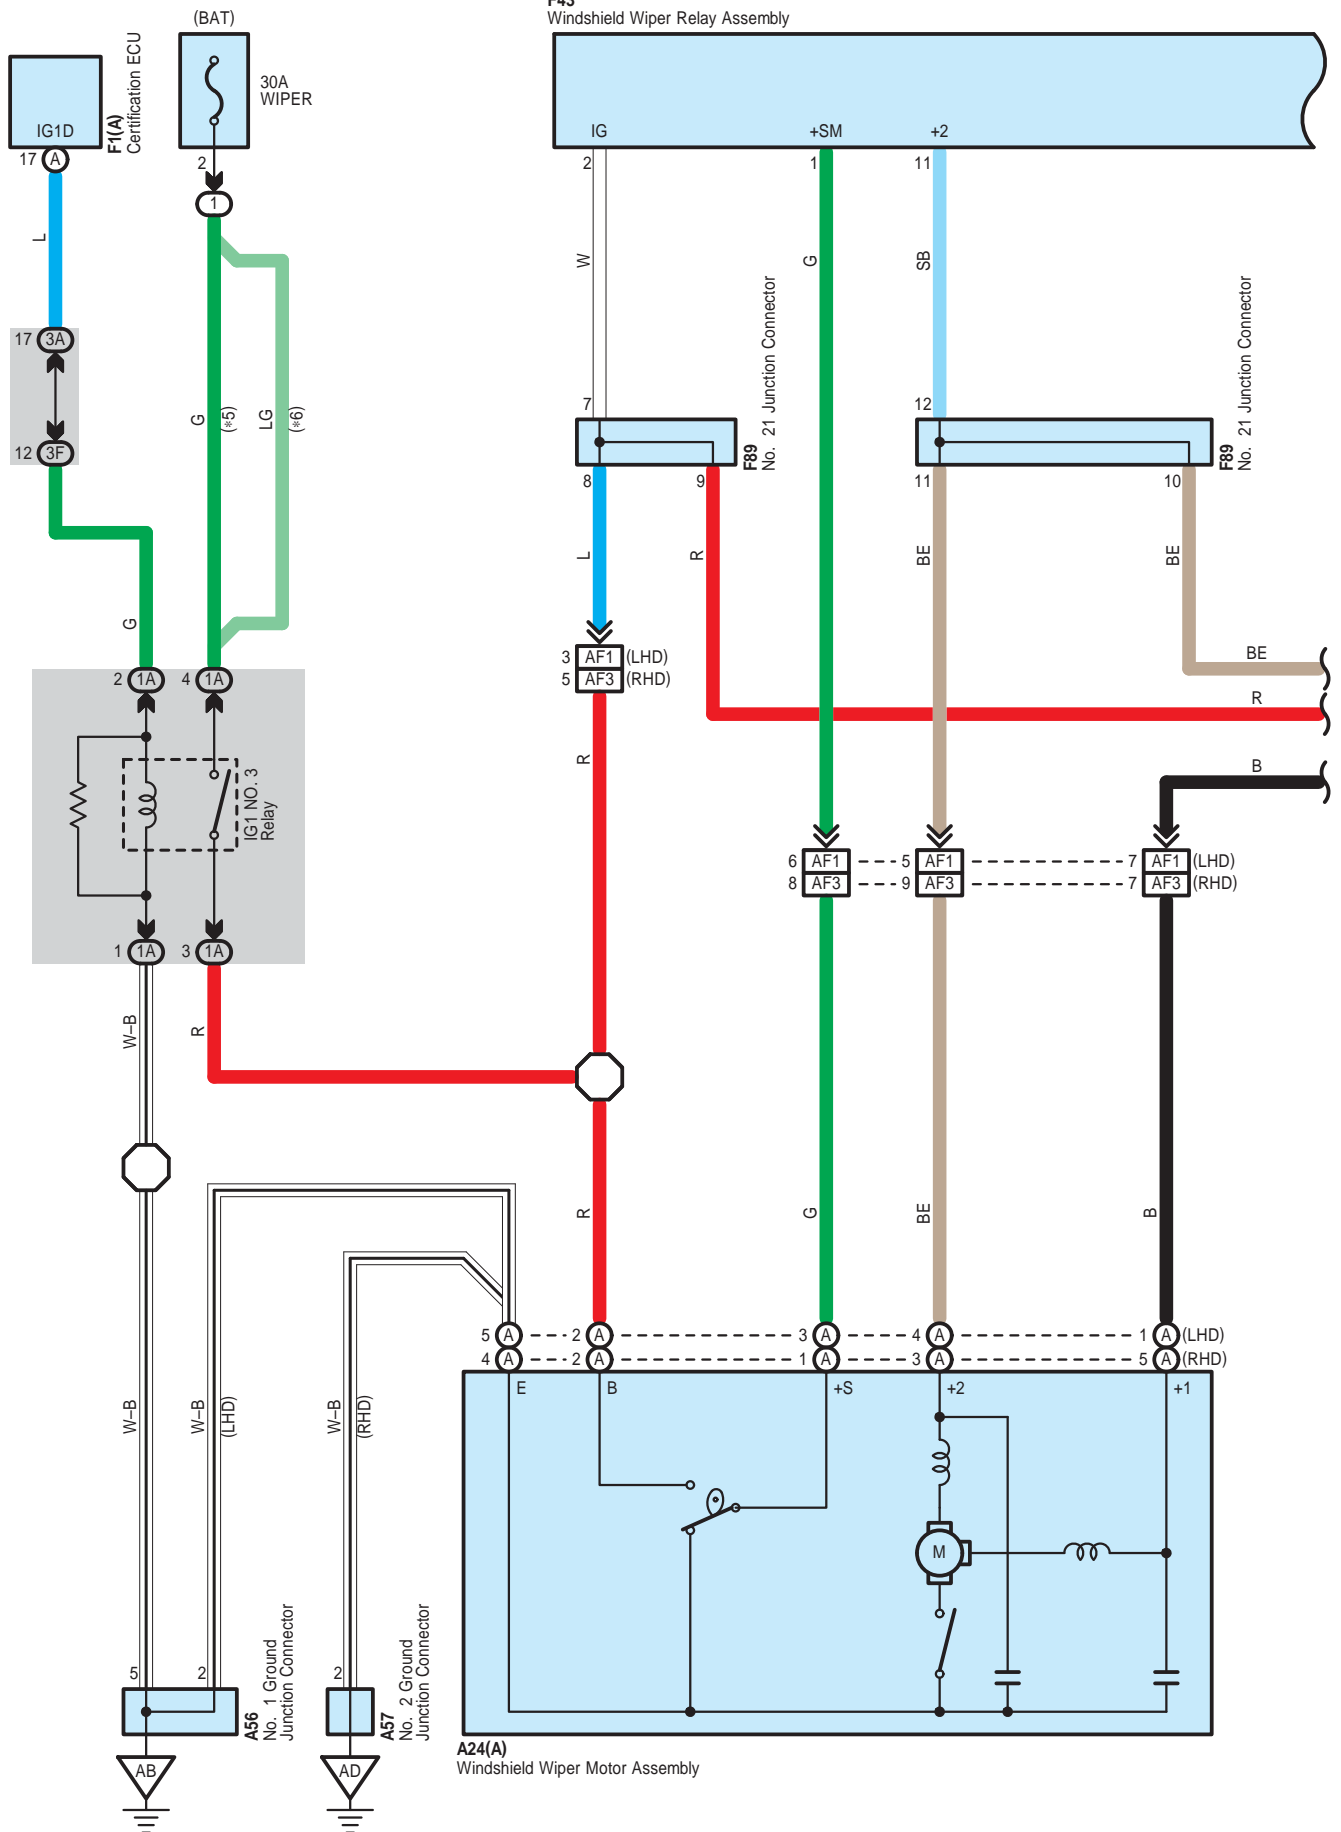 (BAT)
F43
Windshield Wiper Relay Assembly
Certification ECU
F1(A)
IG1D
17 A
30A
WIPER
2
1
IG +SM +2
2 1 11
L
W
G
SB
17 3A
12 3F
G
(*5)
LG
(*6)
7
12
F89
No. 21 Junction Connector
F89
No. 21 Junction Connector
8 9 11 10
L
R
BE
BE
G
3 AF1 (LHD)
5 AF3 (RHD)
BE
R
B
2 1A 4 1A
IG1 NO. 3
Relay
R
6 AF1 5 AF1 7 AF1 (LHD)
8 AF3 9 AF3 7 AF3 (RHD)
1 1A 3 1A
W–B
R
R
G
BE
B
5 A 2 A 3 A 4 A 1 A (LHD)
4 A 2 A 1 A 3 A 5 A (RHD)
E B +S +2 +1
W–B
W–B
(LHD)
W–B
(RHD)
M
5 2 2
A56
No. 1 Ground
Junction Connector
A57
No. 2 Ground
Junction Connector
AB
AD
A24(A)
Windshield Wiper Motor Assembly